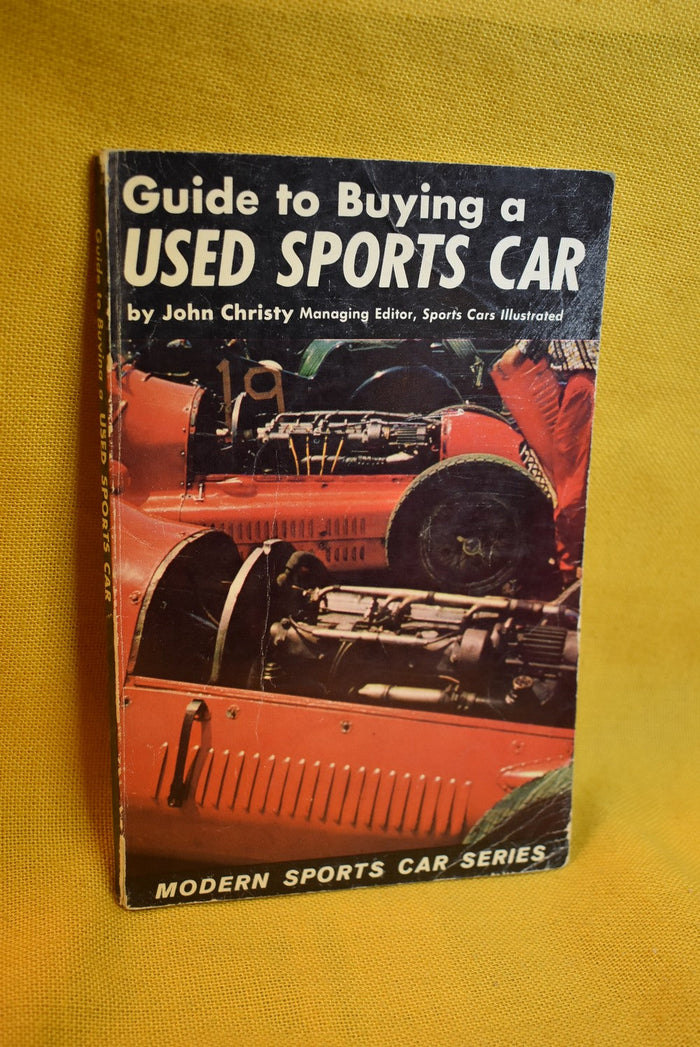 Guide to Buying a
USED SPORTS CAR
by John Christy Managing Editor, Sports Cars Illustrated
19
MODERN SPORTS CAR SERIES
Guide to Buying a USED SPORTS CAR